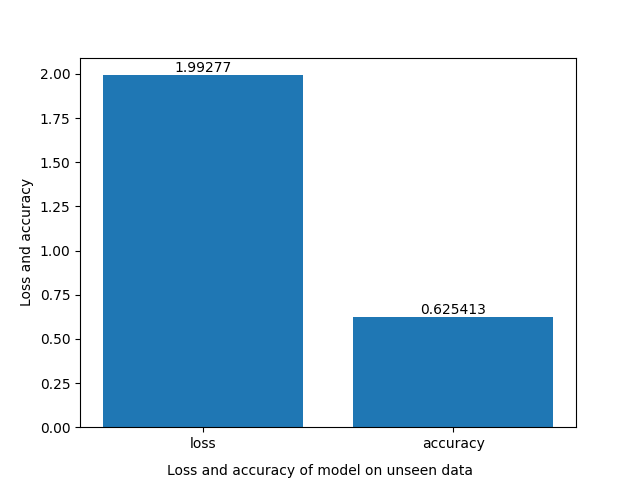 1.99277
0.625413
2.00
1.75
1.50
1.25
1.00
0.75
0.50
0.25
0.00
Loss and accuracy
loss
accuracy
Loss and accuracy of model on unseen data